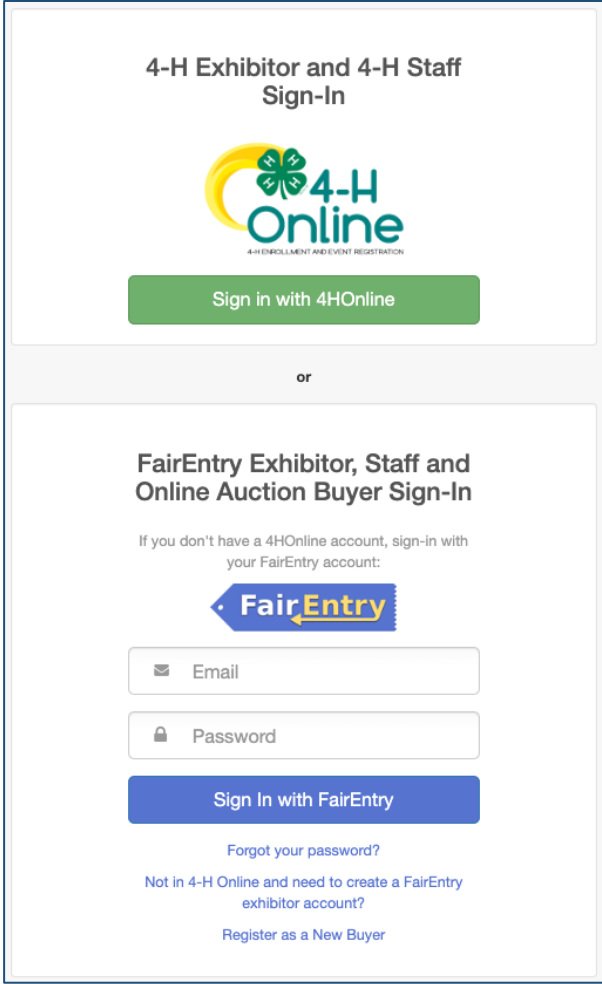 4-H Exhibitor and 4-H Staff
Sign-In
H H
H H
4-H
Online
4-H ENROLLMENT AND EVENT REGISTRATION
Sign in with 4HOnline
or
FairEntry Exhibitor, Staff and
Online Auction Buyer Sign-In
If you don't have a 4HOnline account, sign-in with
your FairEntry account:
FairEntry
Email
Password
Sign In with FairEntry
Forgot your password?
Not in 4-H Online and need to create a FairEntry
exhibitor account?
Register as a New Buyer